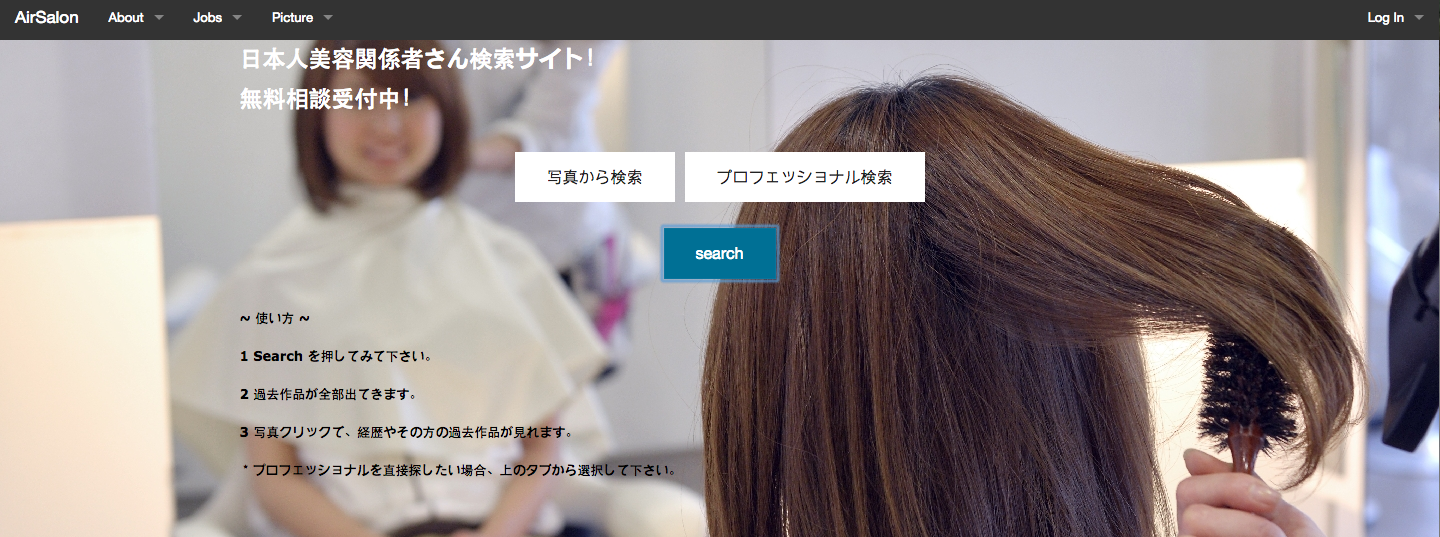 AirSalon About Jobs Picture Log In
日本人美容関係者さん検索サイト!
無料相談受付中!
写真から検索 プロフェッショナル検索
search
~ 使い方 ~
1 Search を押してみて下さい。
2 過去作品が全部出てきます。
3 写真クリックで、経歴やその方の過去作品が見れます。
* プロフェッショナルを直接探したい場合、上のタブから選択して下さい。